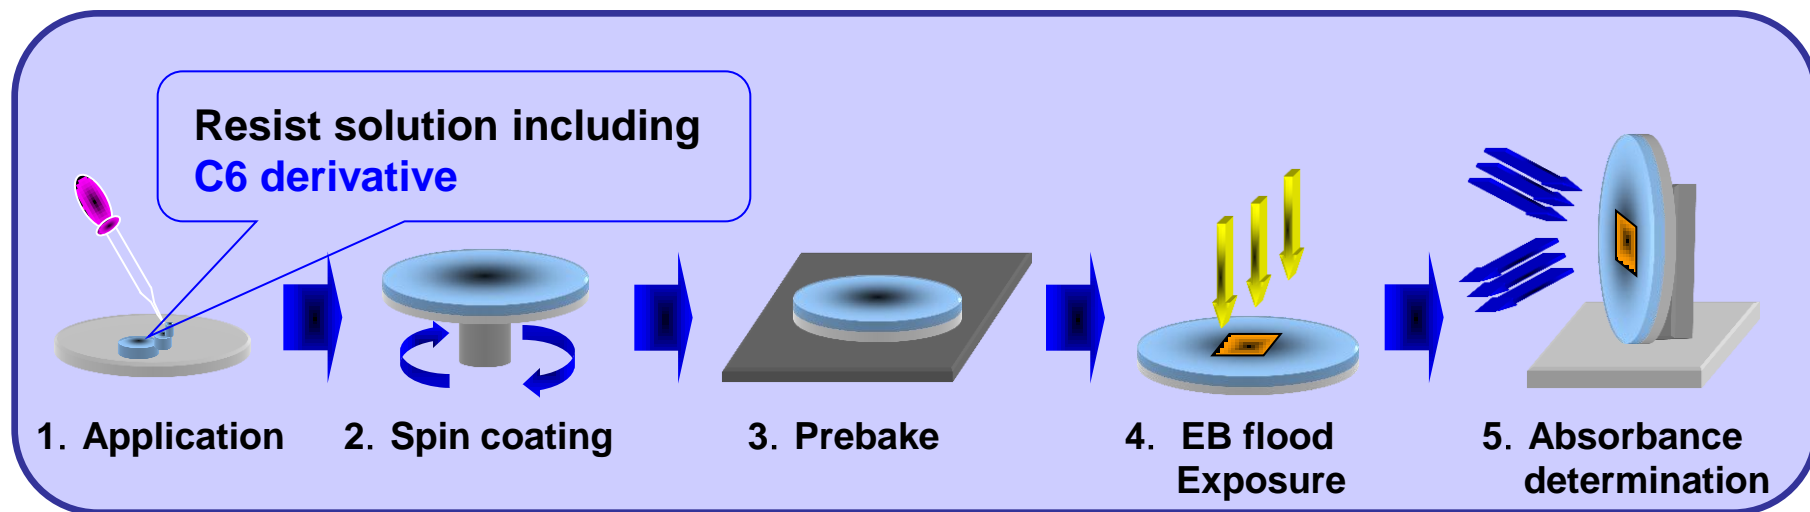 Resist solution including
C6 derivative
1. Application
2. Spin coating
3. Prebake
4. EB flood
Exposure
5. Absorbance
determination